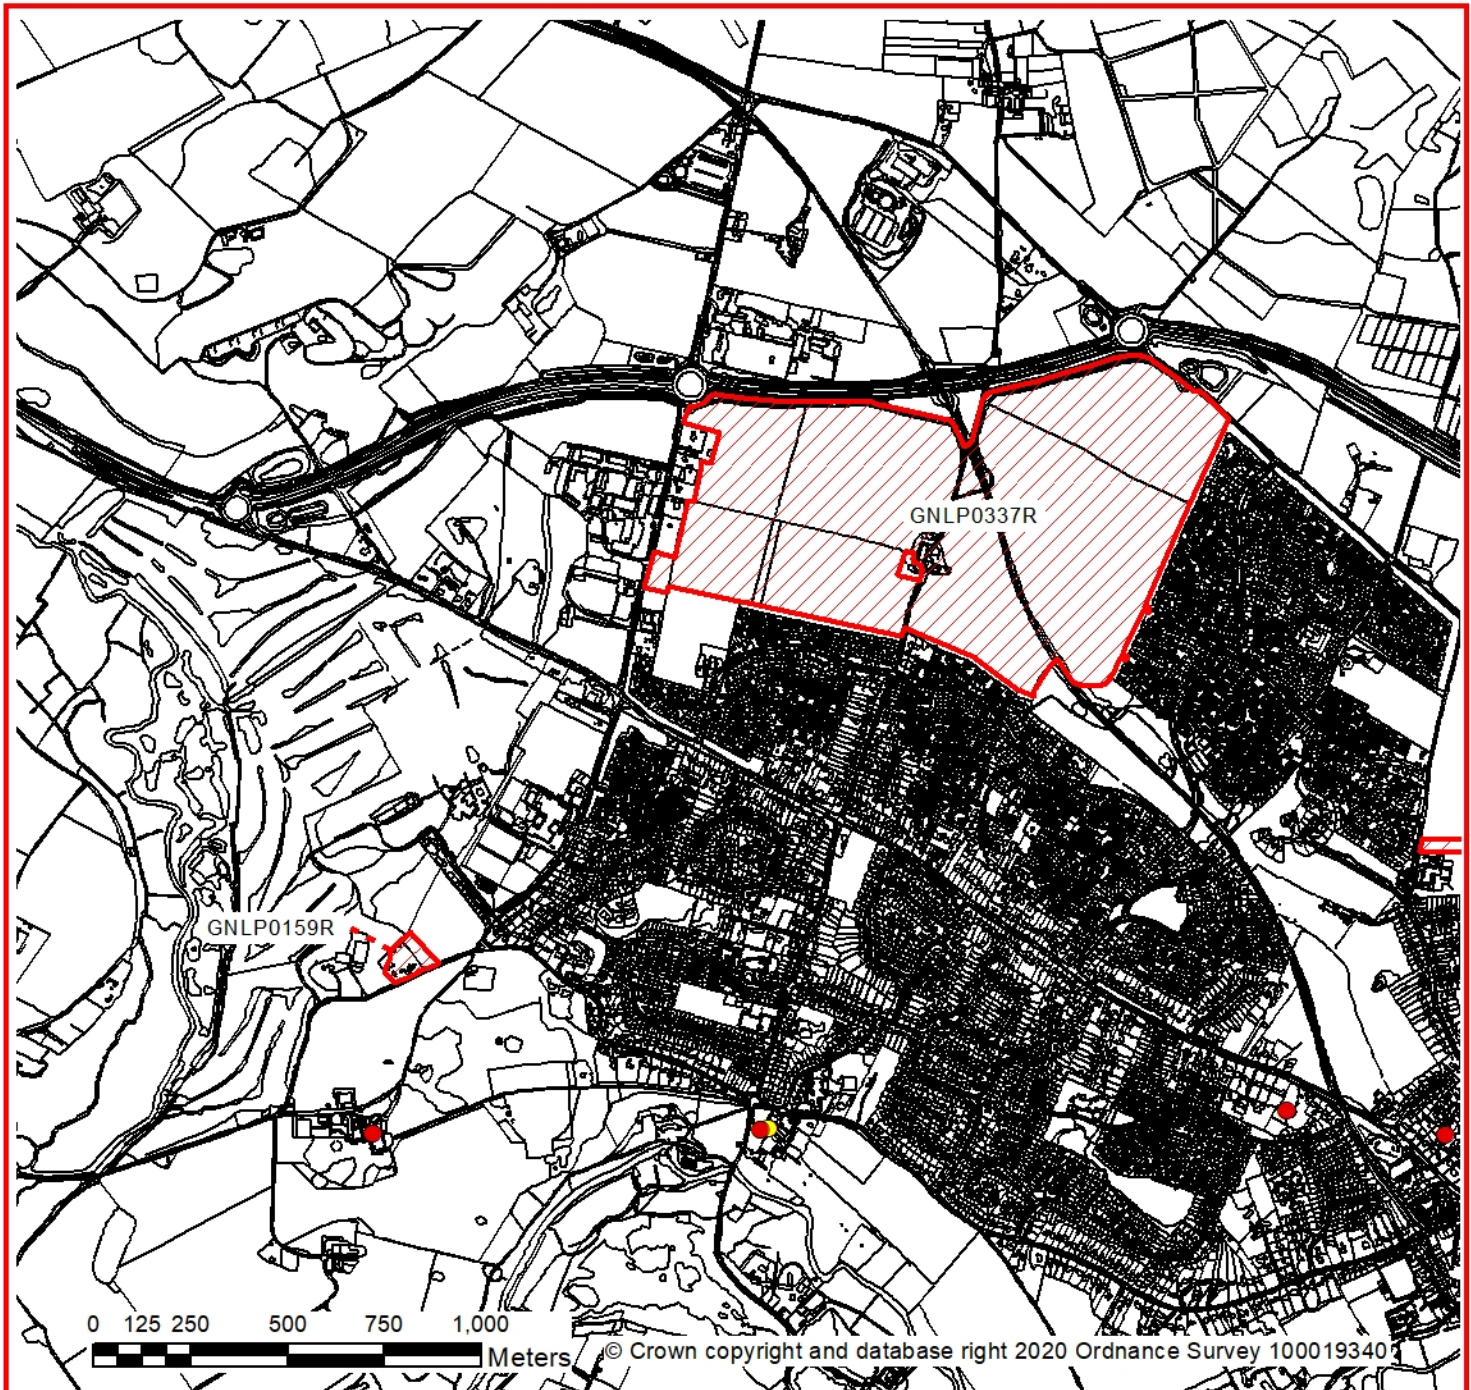 GNLP0337R
GNLP0159R
0 125 250 500 750 1,000
Meters
© Crown copyright and database right 2020 Ordnance Survey 100019340